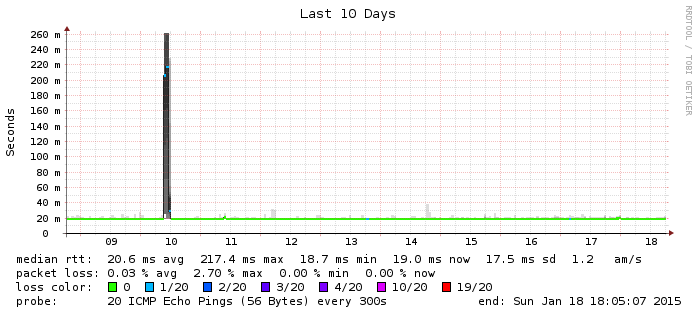 Last 10 Days
RRDTOOL / TOBI OETIKER
Seconds
260 m
240 m
220 m
200 m
180 m
160 m
140 m
120 m
100 m
80 m
60 m
40 m
20 m
0
09 10 11 12 13 14 15 16 17 18
median rtt: 20.6 ms avg 217.4 ms max 18.7 ms min 19.0 ms now 17.5 ms sd 1.2 am/s
packet loss: 0.03 % avg 2.70 % max 0.00 % min 0.00 % now
loss color: 0 1/20 2/20 3/20 4/20 10/20 19/20
probe: 20 ICMP Echo Pings (56 Bytes) every 300s end: Sun Jan 18 18:05:07 2015